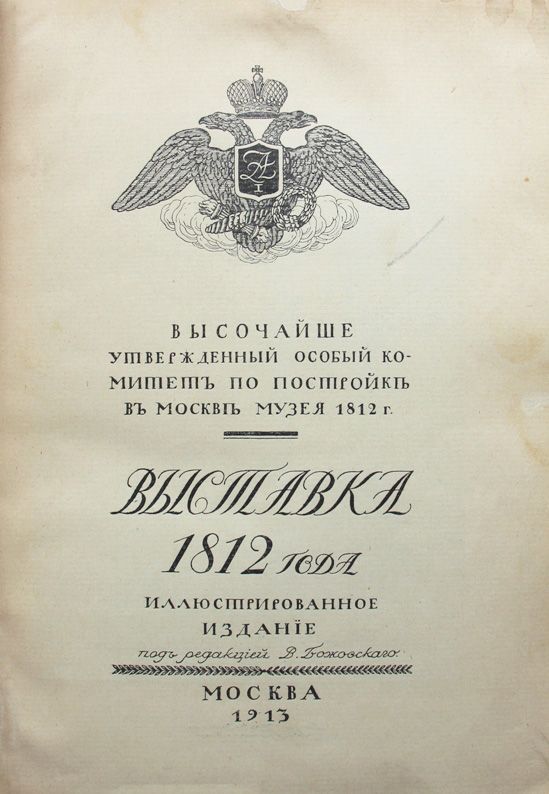 А
I
ВЫСОЧАЙШЕ
УТВЕРЖДЕННЫЙ ОСОБЫЙ КО-
МИТЕТЪ ПО ПОСТРОЙКѢ
ВЪ МОСКВѢ МУЗЕЯ 1812 г.
ВЫСТАВКА
1812 ГОДА
ИЛЛЮСТРИРОВАННОЕ
ИЗДАНІЕ
подъ редакціей В. Божовскаго.
МОСКВА
1913